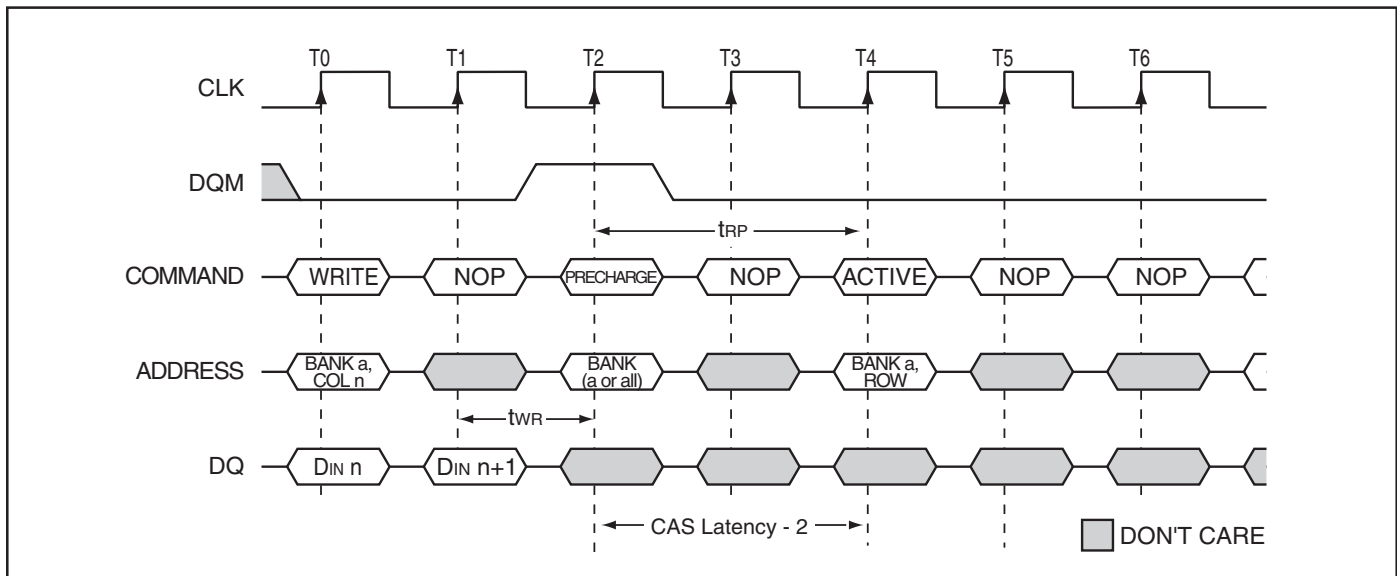 T0 T1 T2 T3 T4 T5 T6
CLK
DQM
tRP
COMMAND WRITE NOP PRECHARGE NOP ACTIVE NOP NOP
ADDRESS BANK a, COL n BANK (a or all) BANK a, ROW
tWR
DQ DIN n DIN n+1
CAS Latency - 2
DON'T CARE